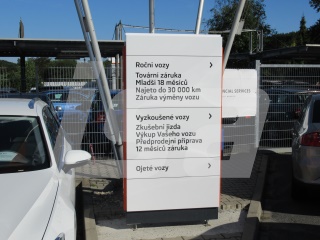 Roční vozy
Tovární záruka
Mladší 18 měsíců
Najeto do 30 000 km
Záruka výměny vozu
Vyzkoušené vozy
Zkušební jízda
Výkup Vašeho vozu
Předprodejní příprava
12 měsíců záruka
Ojeté vozy
SERVICES